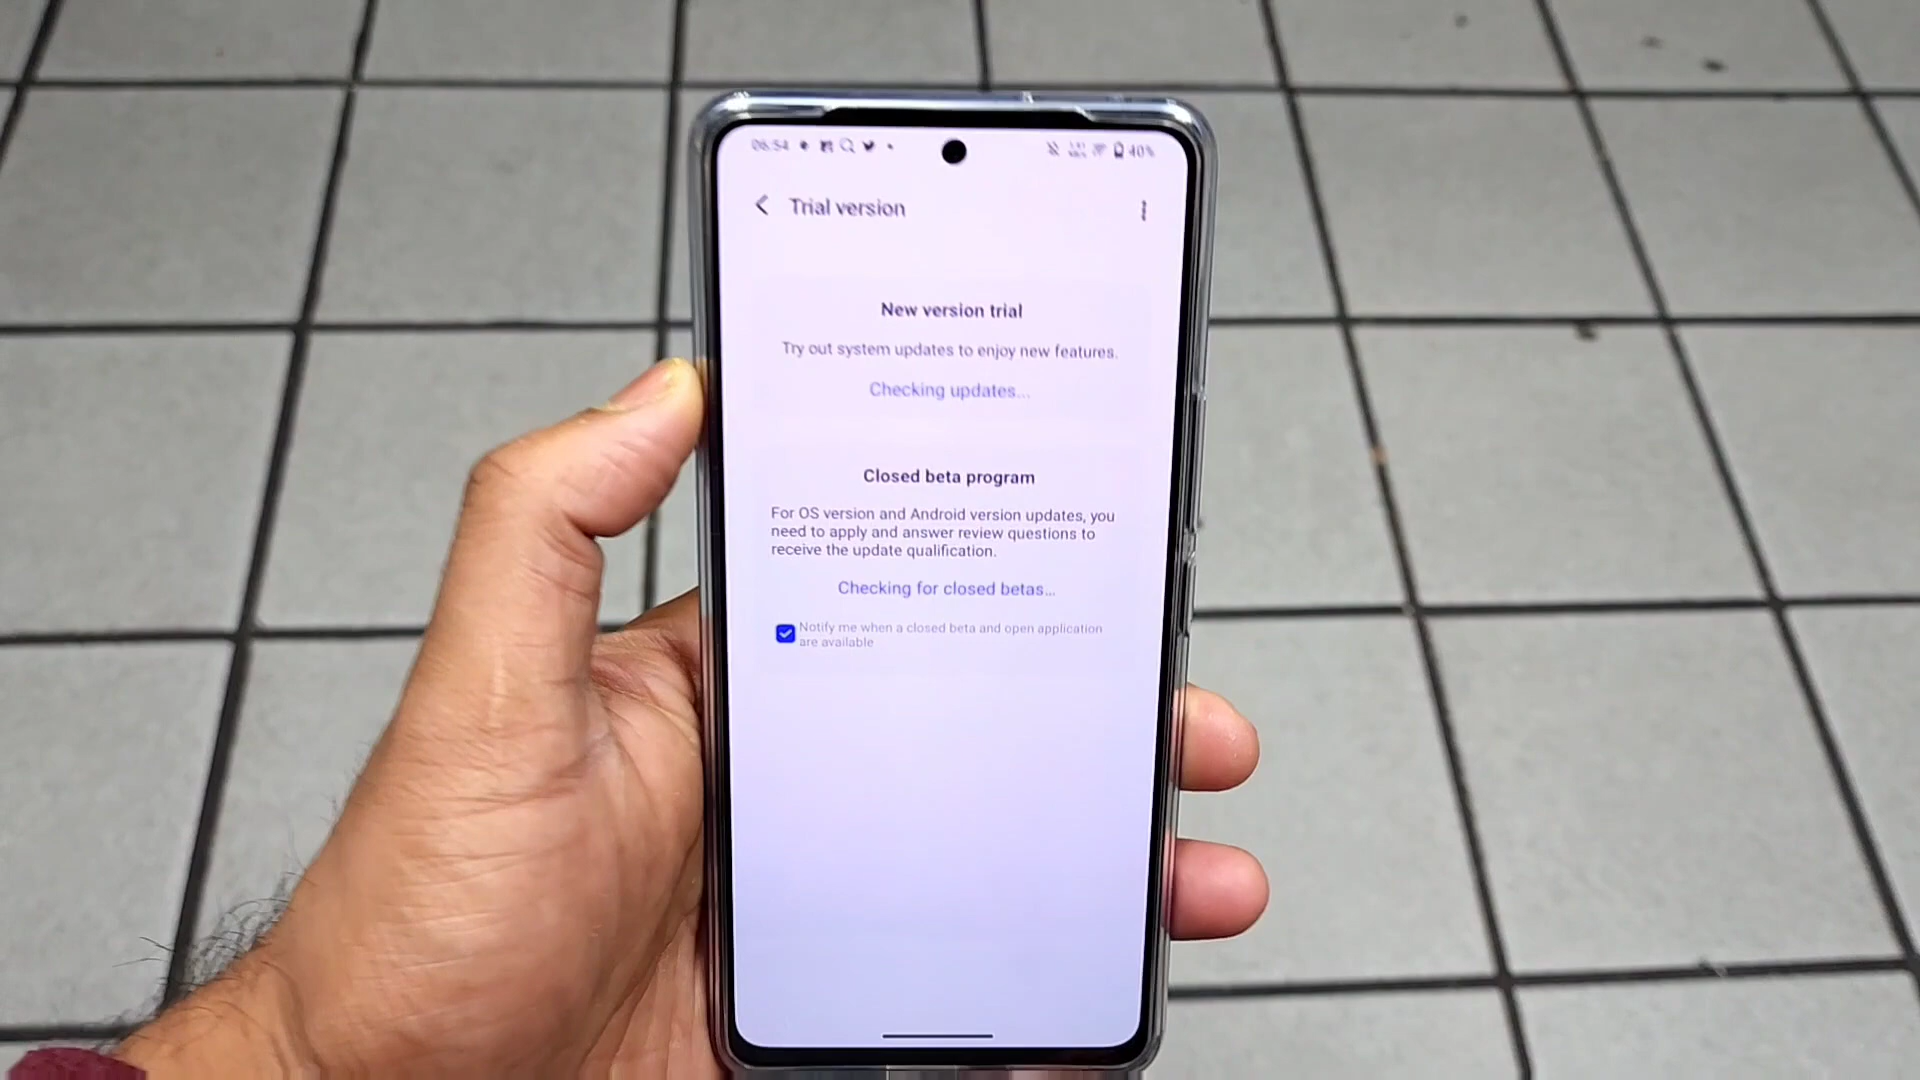 06:54
40%
Trial version
New version trial
Try out system updates to enjoy new features.
Checking updates...
Closed beta program
For OS version and Android version updates, you
need to apply and answer review questions to
receive the update qualification.
Checking for closed betas...
Notify me when a closed beta and open application
are available